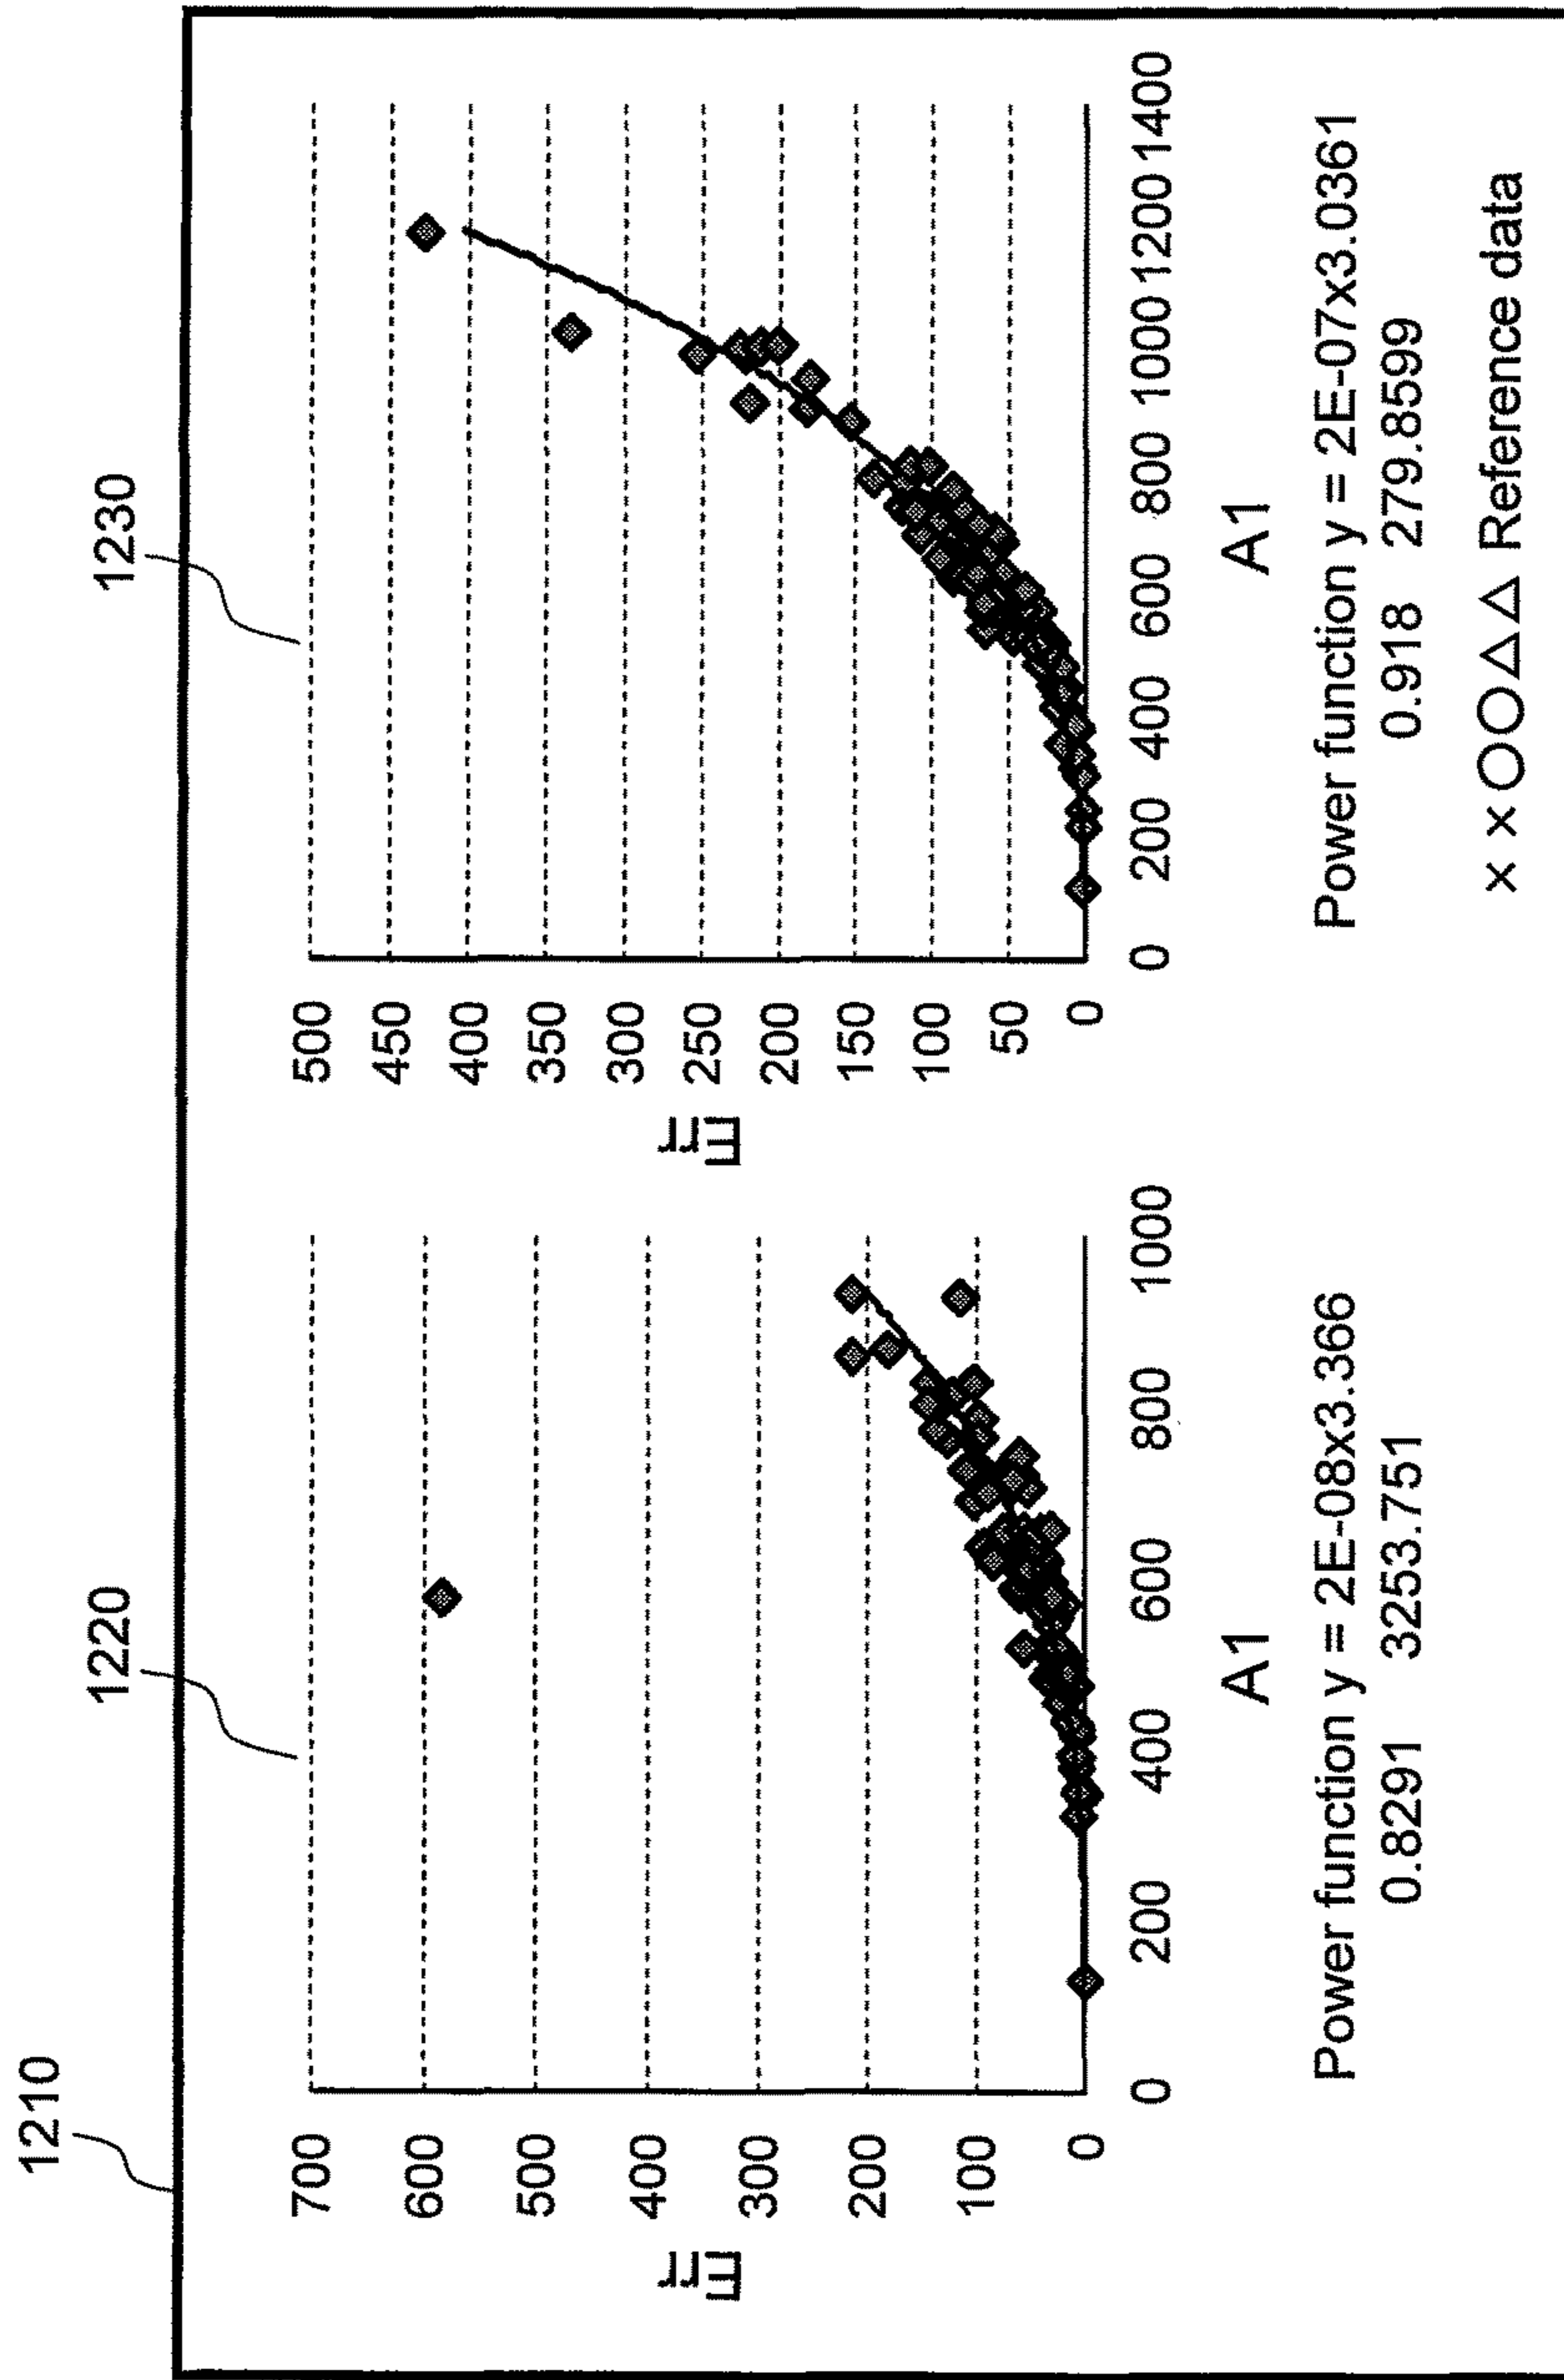 1210
1220
1230
Err
700
600
500
400
300
200
100
0
0 200 400 600 800 1000
A1
Power function y = 2E-08x3.366
0.8291 3253.751
Err
500
450
400
350
300
250
200
150
100
50
0
0 200 400 600 800 1000 1200 1400
A1
Power function y = 2E-07x3.0361
0.918 279.8599
× ×○○△△ Reference data